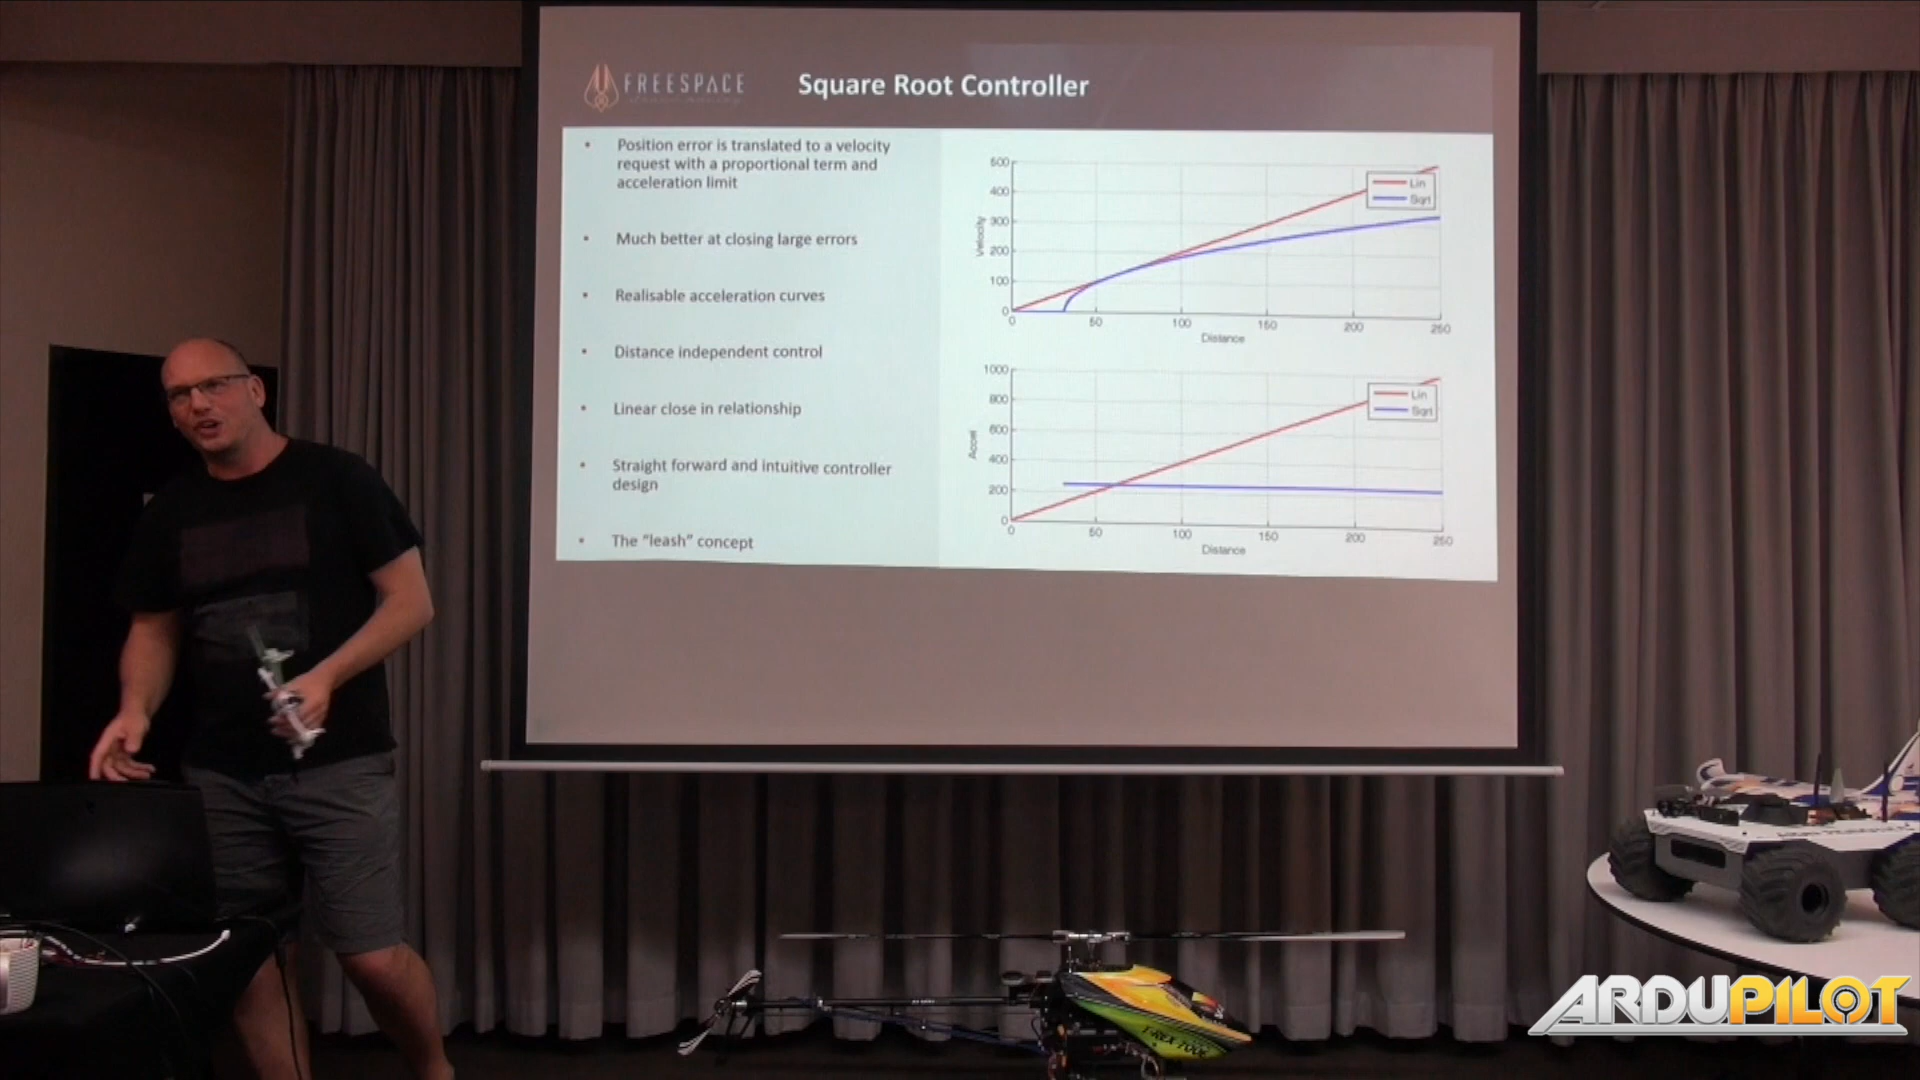 FREESPACE
Square Root Controller
• Position error is translated to a velocity
request with a proportional term and
acceleration limit
• Much better at closing large errors
• Realisable acceleration curves
• Distance independent control
• Linear close in relationship
• Straight forward and intuitive controller
design
• The "leash" concept
500
400
300
200
100
0
Velocity
0 50 100 150 200 250
Distance
Lin
Sqrt
1000
800
600
400
200
0
Accel
0 50 100 150 200 250
Distance
Lin
Sqrt
T-REX 700E
ARDUPILOT